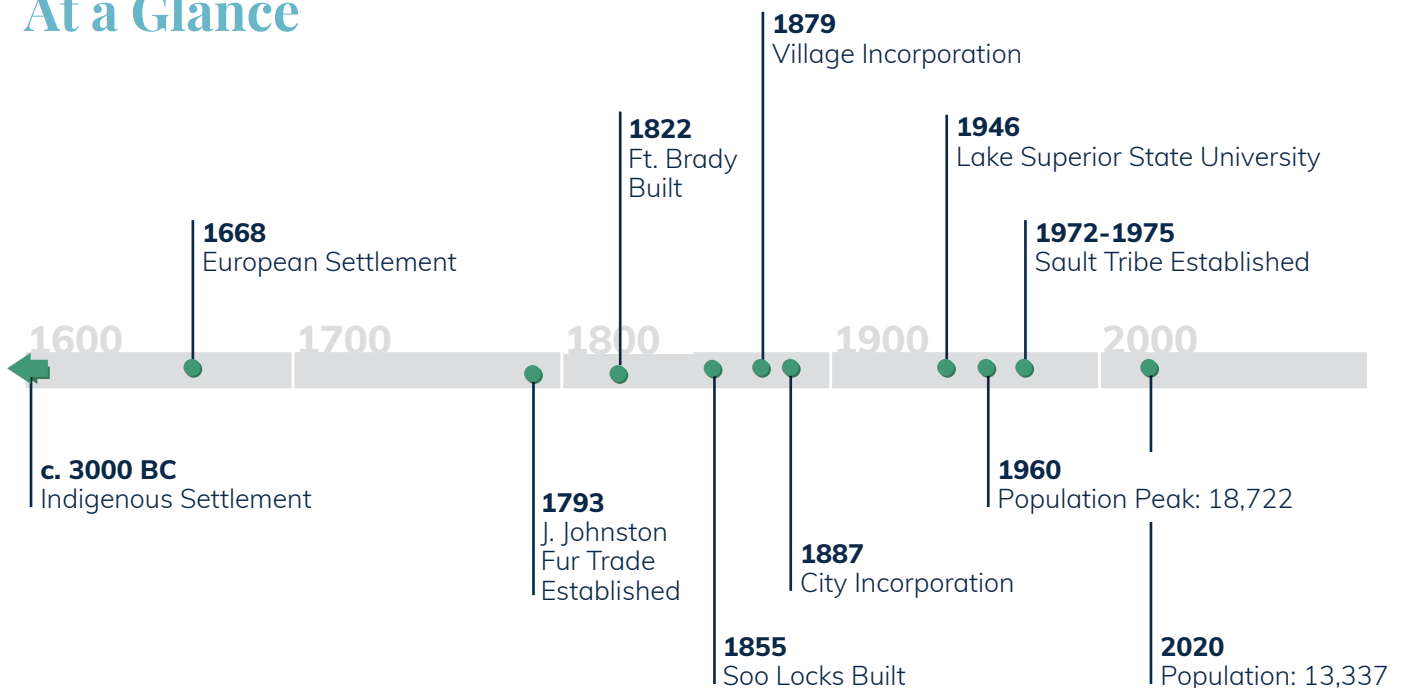 At a Glance
1879
Village Incorporation
1822
Ft. Brady
Built
1946
Lake Superior State University
1668
European Settlement
1972-1975
Sault Tribe Established
1600
1700
1800
1900
2000
c. 3000 BC
Indigenous Settlement
1793
J. Johnston
Fur Trade
Established
1960
Population Peak: 18,722
1887
City Incorporation
1855
Soo Locks Built
2020
Population: 13,337